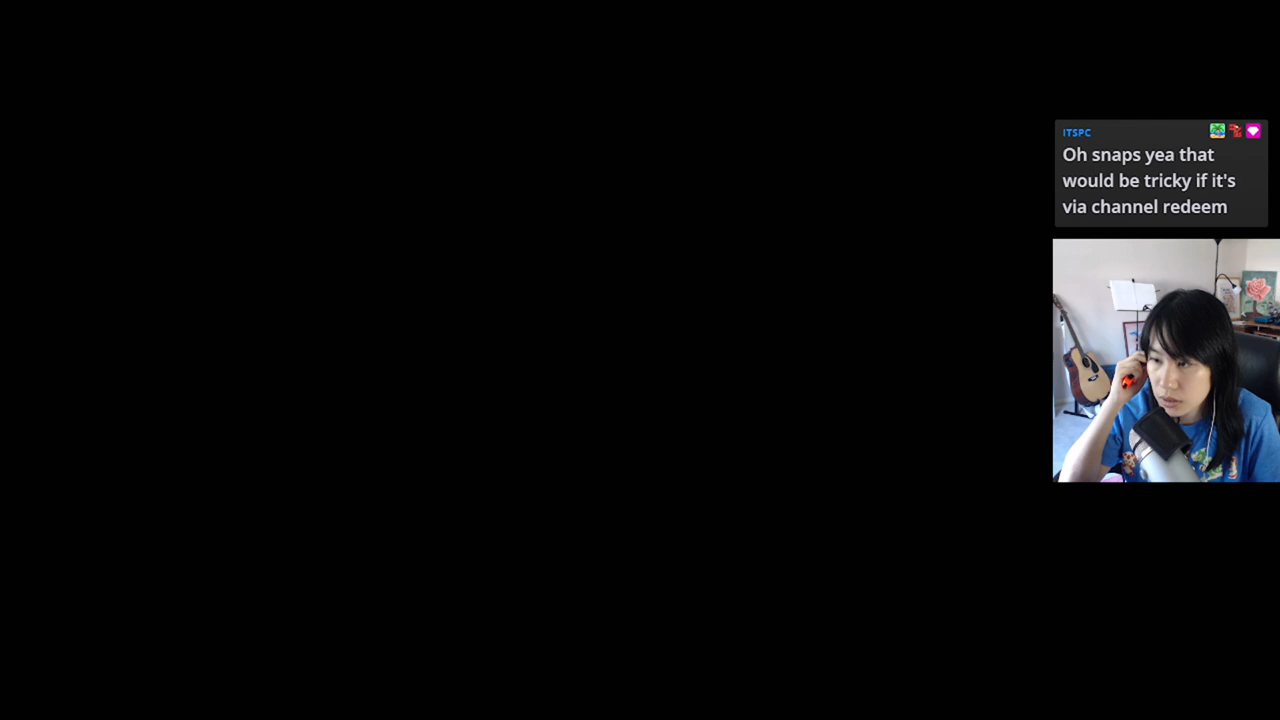 ITSPC
Oh snaps yea that
would be tricky if it's
via channel redeem